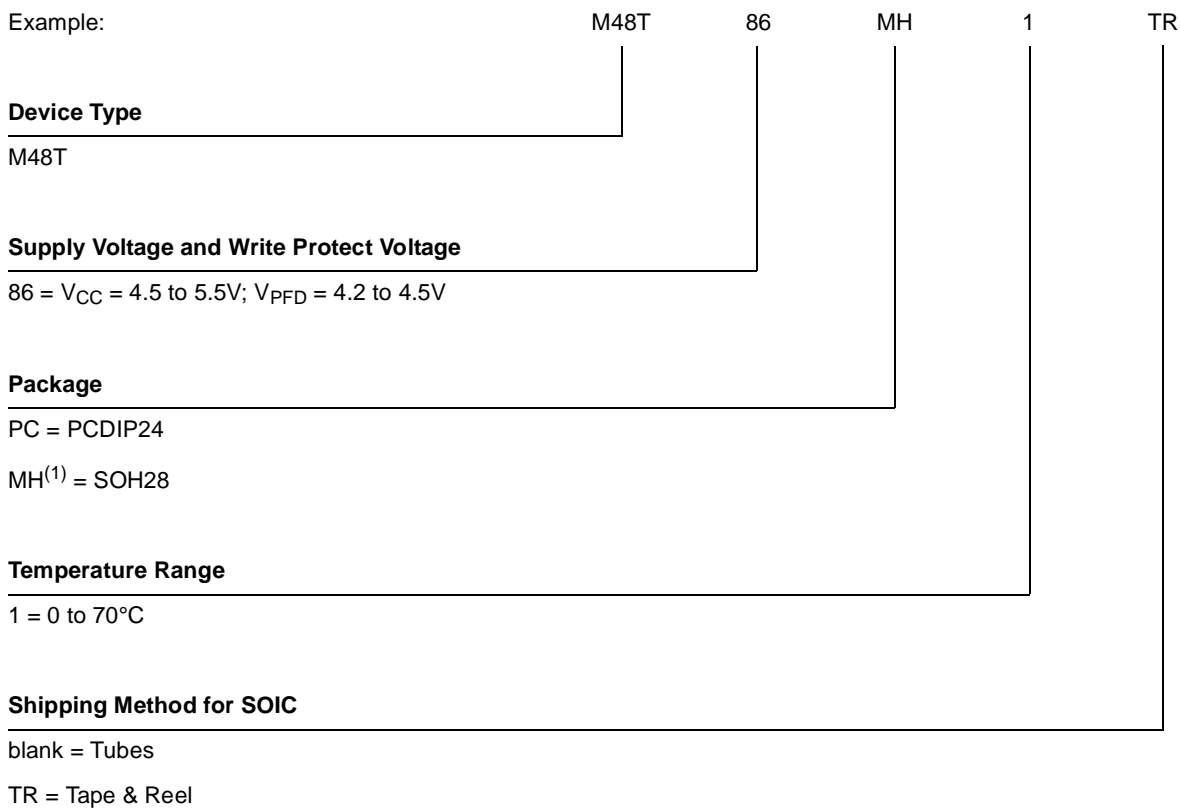 Example: M48T 86 MH 1 TR
Device Type
M48T
Supply Voltage and Write Protect Voltage
86 = VCC = 4.5 to 5.5V; VPFD = 4.2 to 4.5V
Package
PC = PCDIP24
MH(1) = SOH28
Temperature Range
1 = 0 to 70°C
Shipping Method for SOIC
blank = Tubes
TR = Tape & Reel